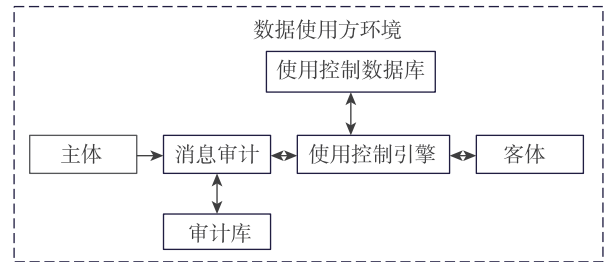 数据使用方环境
使用控制数据库
主体
消息审计
使用控制引擎
客体
审计库